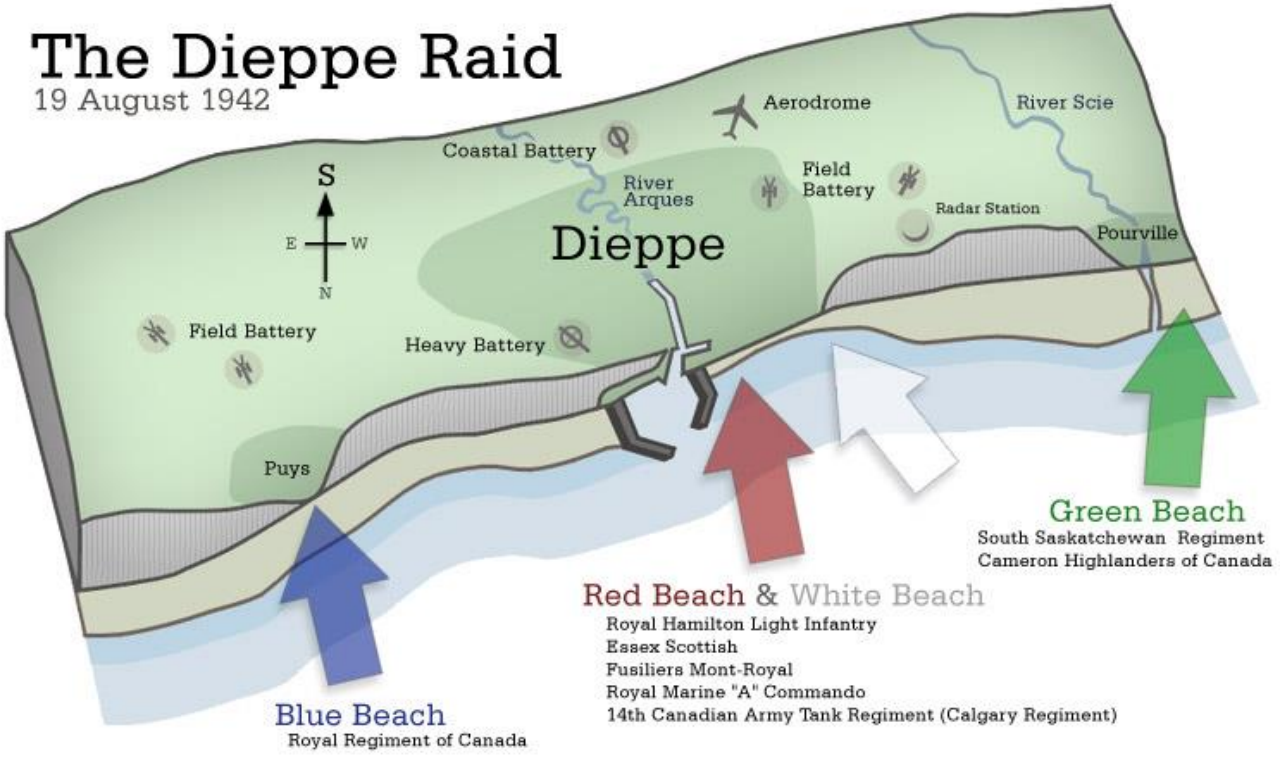 The Dieppe Raid
19 August 1942
Aerodrome
River Scie
Coastal Battery
S
E
W
N
River
Arques
Field
Battery
Radar Station
Dieppe
Pourville
Field Battery
Heavy Battery
Puys
Green Beach
South Saskatchewan Regiment
Cameron Highlanders of Canada
Red Beach & White Beach
Royal Hamilton Light Infantry
Essex Scottish
Fusiliers Mont-Royal
Royal Marine "A" Commando
14th Canadian Army Tank Regiment (Calgary Regiment)
Blue Beach
Royal Regiment of Canada